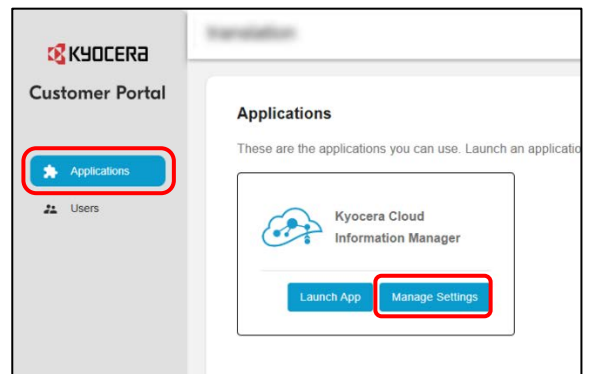 KYOCERA
Customer Portal
Applications
Users
Applications
These are the applications you can use. Launch an applicatio
Kyocera Cloud
Information Manager
Launch App
Manage Settings